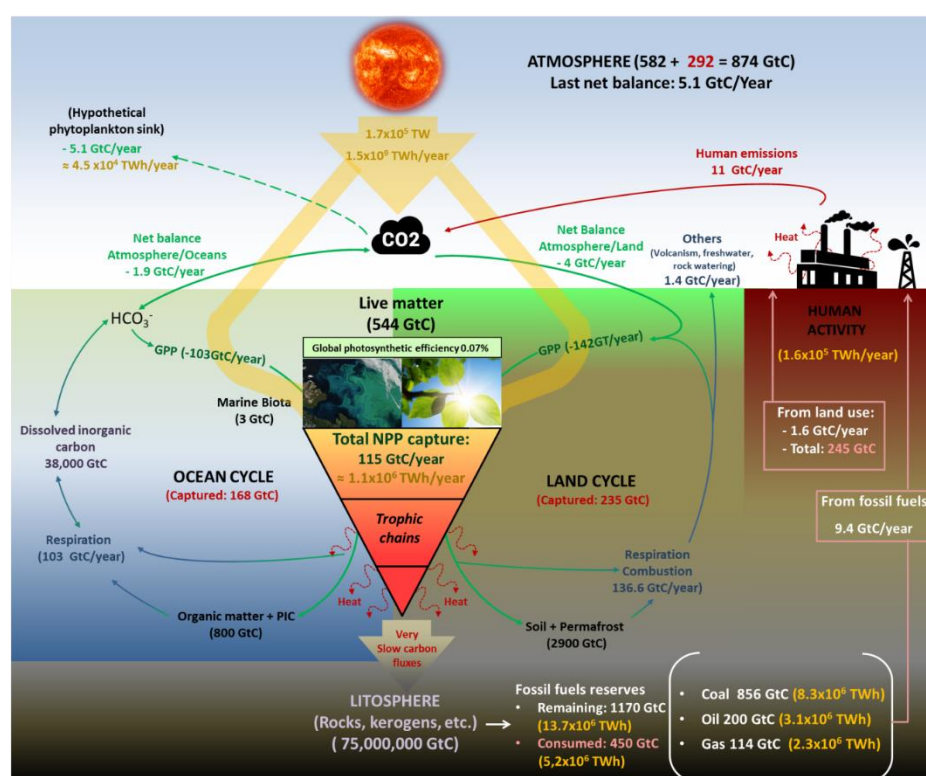 ATMOSPHERE (582 + 292 = 874 GtC)
Last net balance: 5.1 GtC/Year
(Hypothetical
phytoplankton sink)
- 5.1 GtC/year
≈ 4.5 x10⁴ TWh/year
1.7x10⁵ TW
1.5x10⁹ TWh/year
Human emissions
11 GtC/year
CO2
Net balance
Atmosphere/Oceans
- 1.9 GtC/year
Net Balance
Atmosphere/Land
- 4 GtC/year
Others
(Volcanism, freshwater,
rock watering)
1.4 GtC/year)
Heat
HCO₃⁻
GPP (-103GtC/year)
Live matter
(544 GtC)
Global photosynthetic efficiency 0.07%
GPP (-142GT/year)
HUMAN
ACTIVITY
(1.6x10⁵ TWh/year)
Marine Biota
(3 GtC)
Dissolved inorganic
carbon
38,000 GtC
Total NPP capture:
115 GtC/year
≈ 1.1x10⁶ TWh/year
From land use:
- 1.6 GtC/year
- Total: 245 GtC
OCEAN CYCLE
(Captured: 168 GtC)
LAND CYCLE
(Captured: 235 GtC)
From fossil fuels
9.4 GtC/year
Trophic
chains
Respiration
(103 GtC/year)
Respiration
Combustion
136.6 GtC/year)
Heat
Heat
Organic matter + PIC
(800 GtC)
Soil + Permafrost
(2900 GtC)
Very
Slow carbon
fluxes
LITOSPHERE
(Rocks, kerogens, etc.)
( 75,000,000 GtC)
Fossil fuels reserves
• Remaining: 1170 GtC
(13.7x10⁶ TWh)
• Consumed: 450 GtC
(5,2x10⁶ TWh)
• Coal 856 GtC (8.3x10⁶ TWh)
• Oil 200 GtC (3.1x10⁶ TWh)
• Gas 114 GtC (2.3x10⁶ TWh)